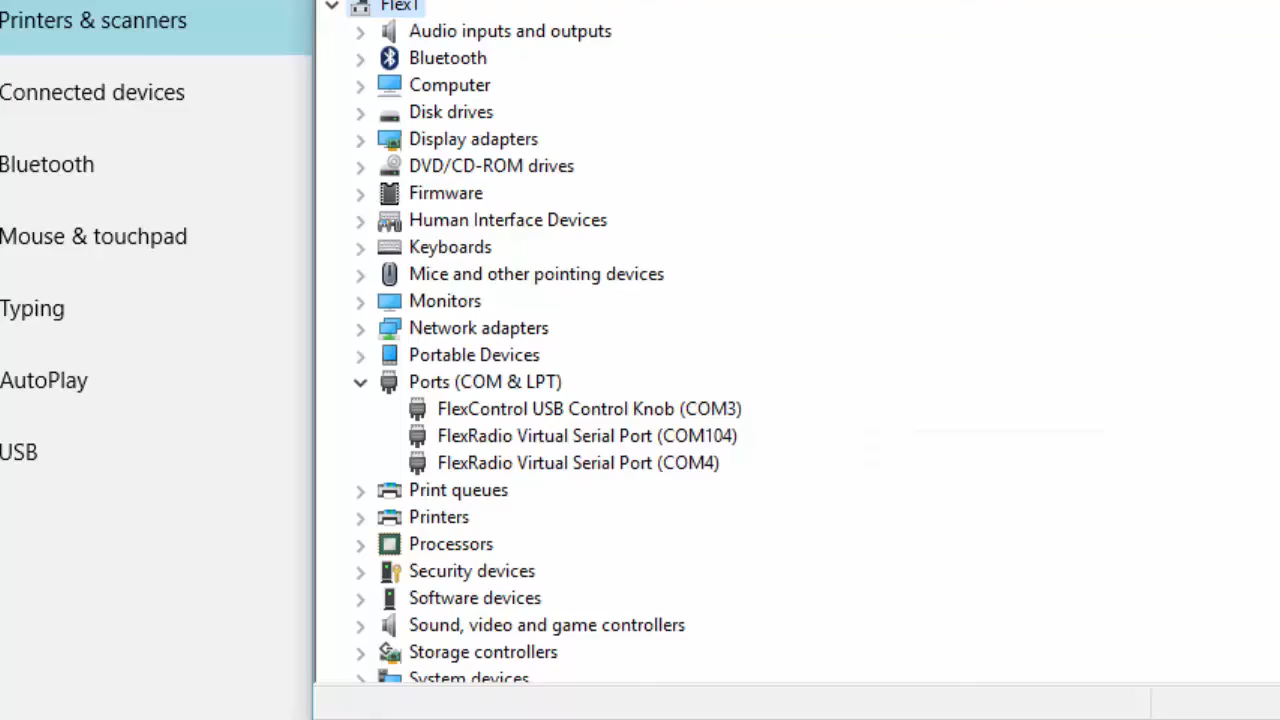 Printers & scanners
Connected devices
Bluetooth
Mouse & touchpad
Typing
AutoPlay
USB
Flex1
Audio inputs and outputs
Bluetooth
Computer
Disk drives
Display adapters
DVD/CD-ROM drives
Firmware
Human Interface Devices
Keyboards
Mice and other pointing devices
Monitors
Network adapters
Portable Devices
Ports (COM & LPT)
FlexControl USB Control Knob (COM3)
FlexRadio Virtual Serial Port (COM104)
FlexRadio Virtual Serial Port (COM4)
Print queues
Printers
Processors
Security devices
Software devices
Sound, video and game controllers
Storage controllers
System devices